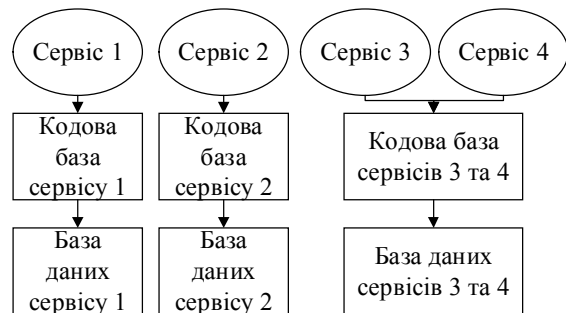 Сервіс 1
Сервіс 2
Сервіс 3
Сервіс 4
Кодова
база
сервісу 1
Кодова
база
сервісу 2
Кодова база
сервісів 3 та 4
База
даних
сервісу 1
База
даних
сервісу 2
База даних
сервісів 3 та 4